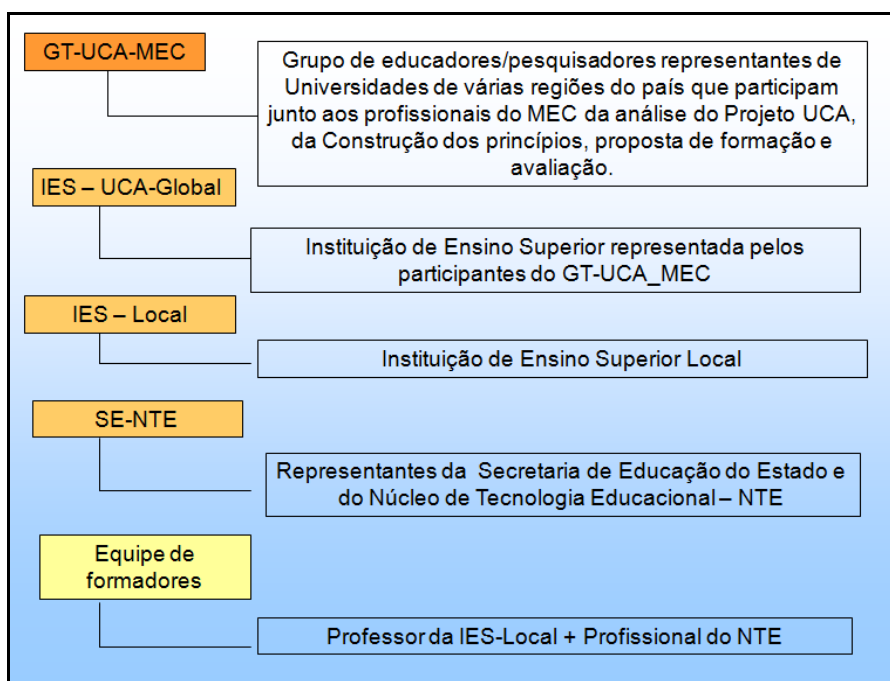 GT-UCA-MEC
Grupo de educadores/pesquisadores representantes de
Universidades de várias regiões do país que participam
junto aos profissionais do MEC da análise do Projeto UCA,
da Construção dos princípios, proposta de formação e
avaliação.
IES – UCA-Global
Instituição de Ensino Superior representada pelos
participantes do GT-UCA_MEC
IES – Local
Instituição de Ensino Superior Local
SE-NTE
Representantes da Secretaria de Educação do Estado e
do Núcleo de Tecnologia Educacional – NTE
Equipe de
formadores
Professor da IES-Local + Profissional do NTE